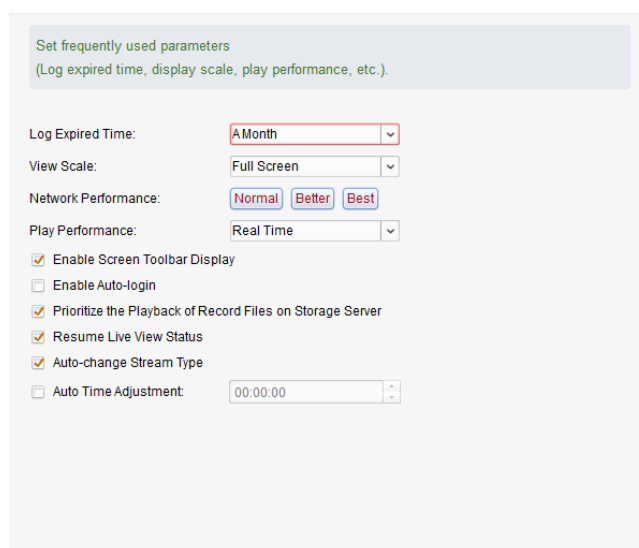 Set frequently used parameters
(Log expired time, display scale, play performance, etc.).
Log Expired Time: A Month
View Scale: Full Screen
Network Performance: Normal Better Best
Play Performance: Real Time
Enable Screen Toolbar Display
Enable Auto-login
Prioritize the Playback of Record Files on Storage Server
Resume Live View Status
Auto-change Stream Type
Auto Time Adjustment: 00:00:00